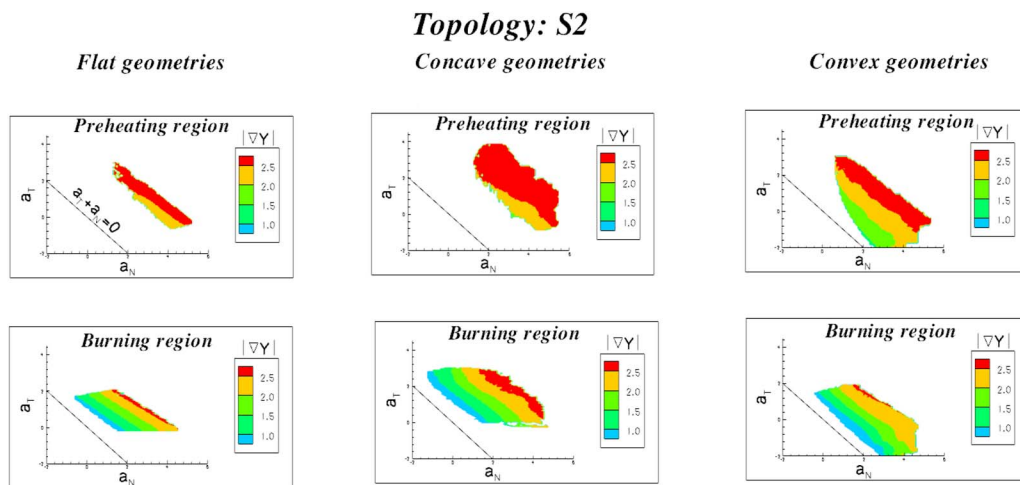 Topology: S2
Flat geometries
Concave geometries
Convex geometries
Preheating region
|∇Y|
2.5
2.0
1.5
1.0
a_T
a_T+a_N=0
a_N
Preheating region
|∇Y|
2.5
2.0
1.5
1.0
a_T
a_N
Preheating region
|∇Y|
2.5
2.0
1.5
1.0
a_T
a_N
Burning region
|∇Y|
2.5
2.0
1.5
1.0
a_T
a_N
Burning region
|∇Y|
2.5
2.0
1.5
1.0
a_T
a_N
Burning region
|∇Y|
2.5
2.0
1.5
1.0
a_T
a_N